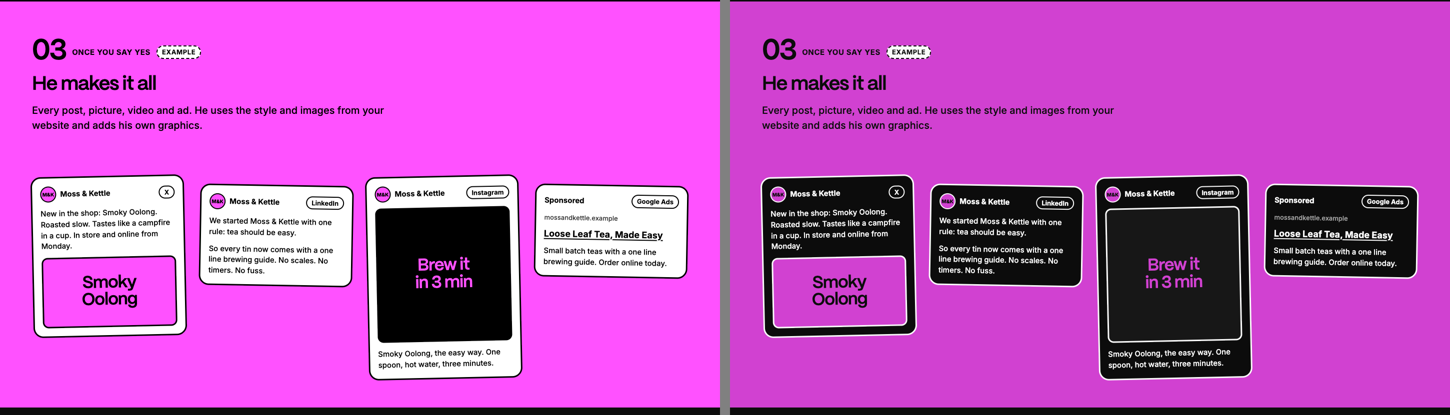 03 ONCE YOU SAY YES EXAMPLE
He makes it all
Every post, picture, video and ad. He uses the style and images from your
website and adds his own graphics.
M&K Moss & Kettle X
New in the shop: Smoky Oolong.
Roasted slow. Tastes like a campfire
in a cup. In store and online from
Monday.
Smoky
Oolong
M&K Moss & Kettle LinkedIn
We started Moss & Kettle with one
rule: tea should be easy.
So every tin now comes with a one
line brewing guide. No scales. No
timers. No fuss.
M&K Moss & Kettle Instagram
Brew it
in 3 min
Smoky Oolong, the easy way. One
spoon, hot water, three minutes.
Sponsored Google Ads
mossandkettle.example
Loose Leaf Tea, Made Easy
Small batch teas with a one line
brewing guide. Order online today.
03 ONCE YOU SAY YES EXAMPLE
He makes it all
Every post, picture, video and ad. He uses the style and images from your
website and adds his own graphics.
M&K Moss & Kettle X
New in the shop: Smoky Oolong.
Roasted slow. Tastes like a campfire
in a cup. In store and online from
Monday.
Smoky
Oolong
M&K Moss & Kettle LinkedIn
We started Moss & Kettle with one
rule: tea should be easy.
So every tin now comes with a one
line brewing guide. No scales. No
timers. No fuss.
M&K Moss & Kettle Instagram
Brew it
in 3 min
Smoky Oolong, the easy way. One
spoon, hot water, three minutes.
Sponsored Google Ads
mossandkettle.example
Loose Leaf Tea, Made Easy
Small batch teas with a one line
brewing guide. Order online today.